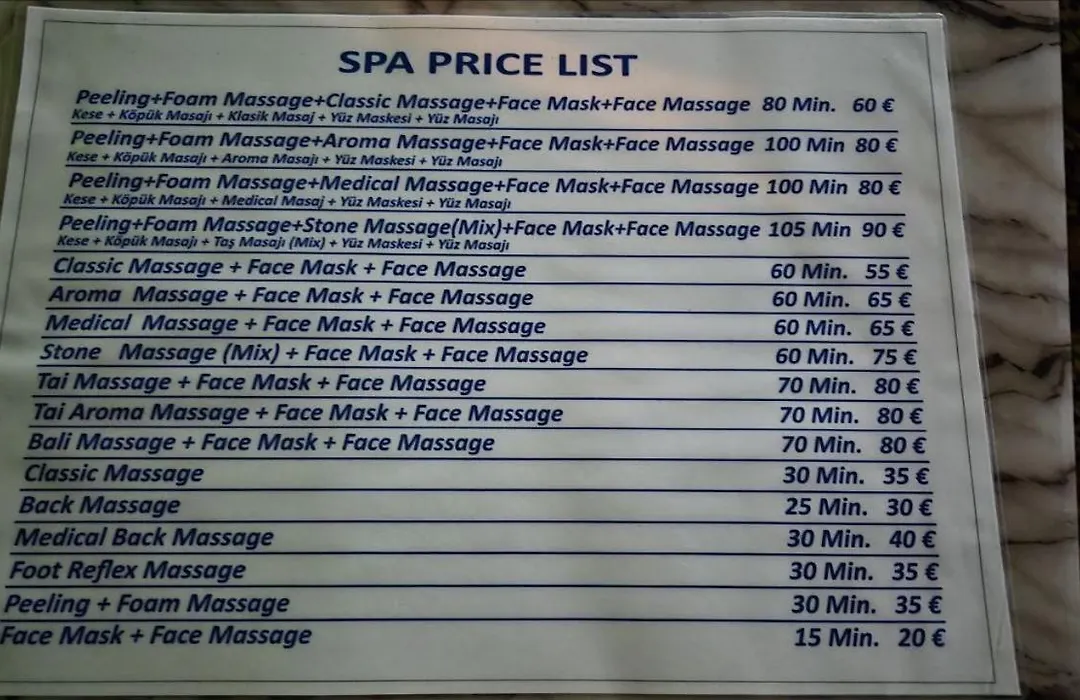 SPA PRICE LIST
Peeling+Foam Massage+Classic Massage+Face Mask+Face Massage 80 Min. 60 €
Kese + Köpük Masajı + Klasik Masaj + Yüz Maskesi + Yüz Masajı
Peeling+Foam Massage+Aroma Massage+Face Mask+Face Massage 100 Min 80 €
Kese + Köpük Masajı + Aroma Masajı + Yüz Maskesi + Yüz Masajı
Peeling+Foam Massage+Medical Massage+Face Mask+Face Massage 100 Min 80 €
Kese + Köpük Masajı + Medical Masaj + Yüz Maskesi + Yüz Masajı
Peeling+Foam Massage+Stone Massage(Mix)+Face Mask+Face Massage 105 Min 90 €
Kese + Köpük Masajı + Taş Masajı (Mix) + Yüz Maskesi + Yüz Masajı
Classic Massage + Face Mask + Face Massage 60 Min. 55 €
Aroma Massage + Face Mask + Face Massage 60 Min. 65 €
Medical Massage + Face Mask + Face Massage 60 Min. 65 €
Stone Massage (Mix) + Face Mask + Face Massage 60 Min. 75 €
Tai Massage + Face Mask + Face Massage 70 Min. 80 €
Tai Aroma Massage + Face Mask + Face Massage 70 Min. 80 €
Bali Massage + Face Mask + Face Massage 70 Min. 80 €
Classic Massage 30 Min. 35 €
Back Massage 25 Min. 30 €
Medical Back Massage 30 Min. 40 €
Foot Reflex Massage 30 Min. 35 €
Peeling + Foam Massage 30 Min. 35 €
Face Mask + Face Massage 15 Min. 20 €